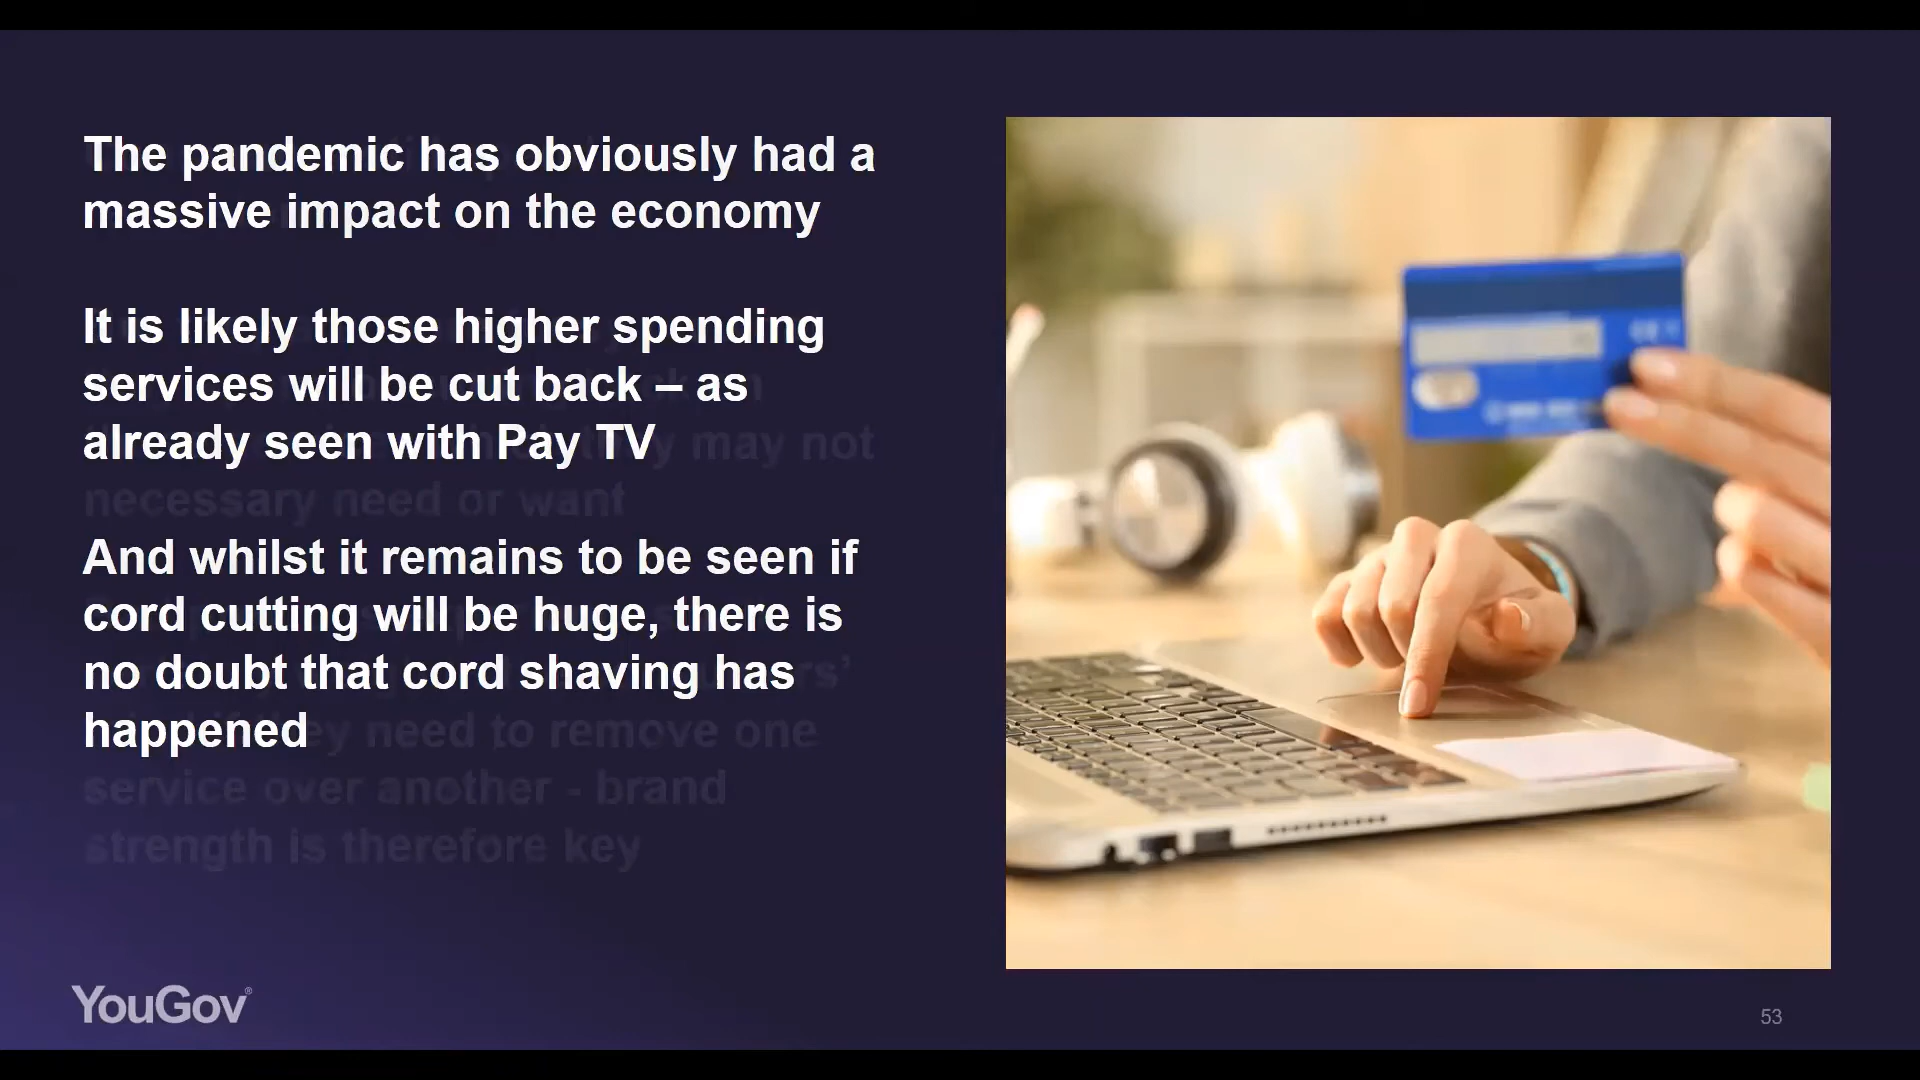 The pandemic has obviously had a
massive impact on the economy
It is likely those higher spending
services will be cut back – as
already seen with Pay TV
may not
necessary need or want
And whilst it remains to be seen if
cord cutting will be huge, there is
no doubt that cord shaving has
happened
need to remove one
service over another - brand
strength is therefore key
YouGov®
53